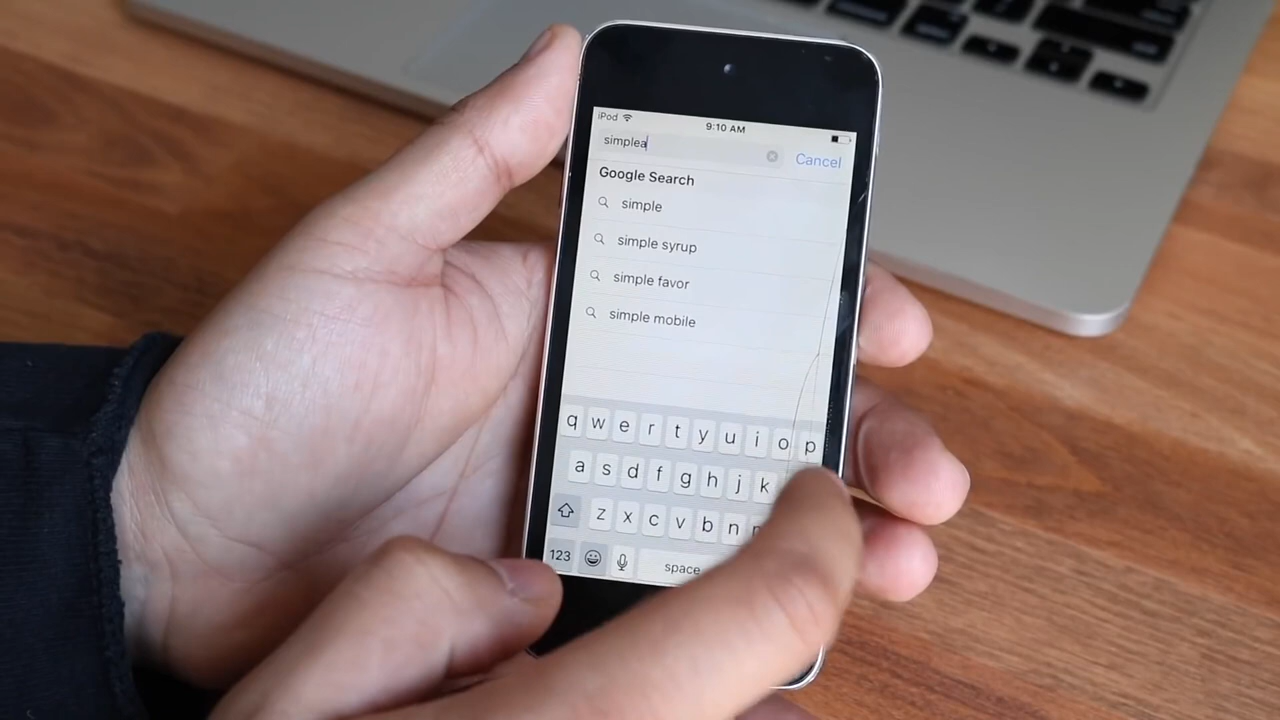 iPod 9:10 AM
simplea Cancel
Google Search
simple
simple syrup
simple favor
simple mobile
q w e r t y u i o p
a s d f g h j k
z x c v b n
123 space